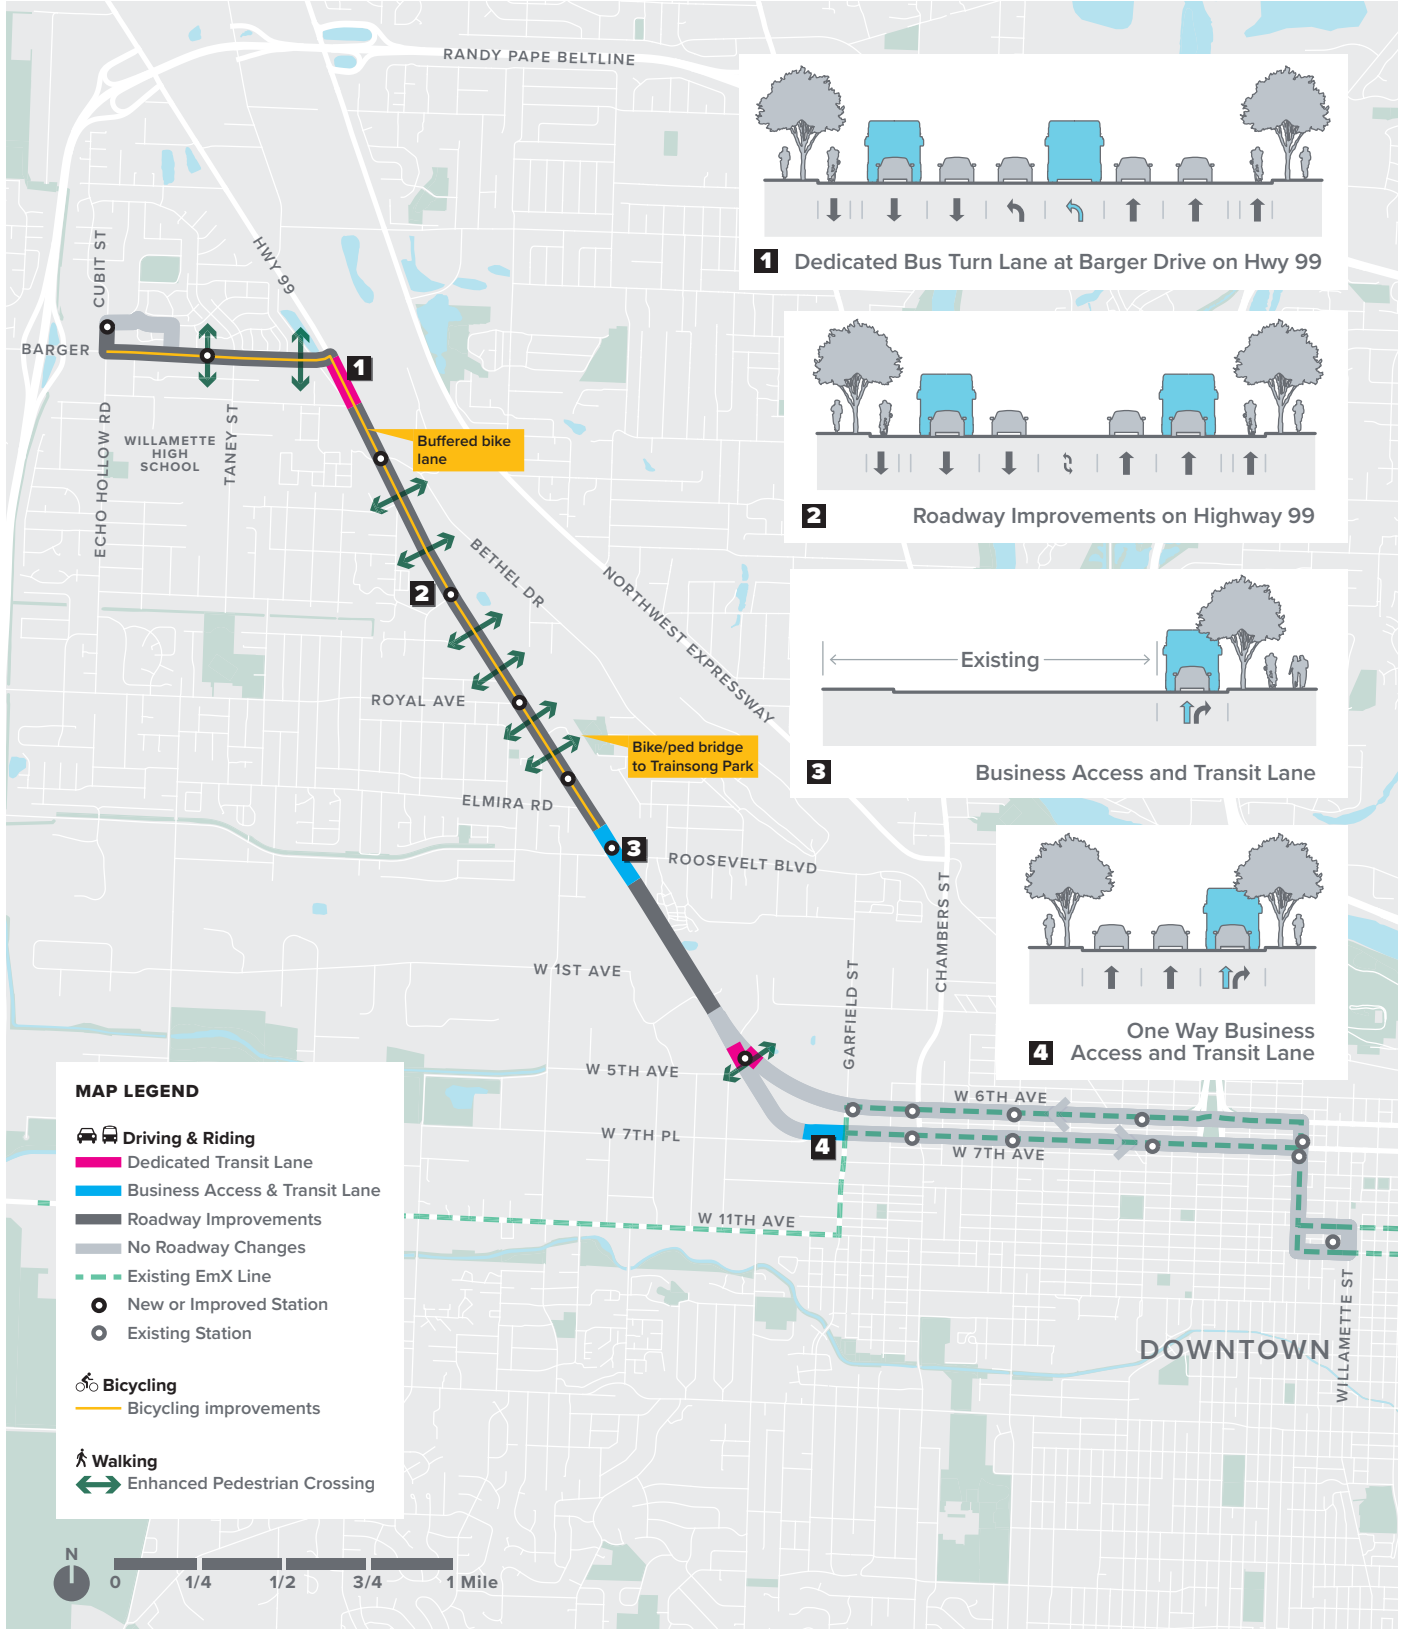 RANDY PAPE BELTLINE
1 Dedicated Bus Turn Lane at Barger Drive on Hwy 99
CUBIT ST
HWY 99
BARGER
1
ECHO HOLLOW RD
WILLAMETTE
HIGH
SCHOOL
TANEY ST
Buffered bike
lane
2 Roadway Improvements on Highway 99
BETHEL DR
NORTHWEST EXPRESSWAY
2
Existing
3 Business Access and Transit Lane
ROYAL AVE
Bike/ped bridge
to Trainsong Park
ELMIRA RD
3
ROOSEVELT BLVD
CHAMBERS ST
GARFIELD ST
W 1ST AVE
One Way Business
4 Access and Transit Lane
W 5TH AVE
W 6TH AVE
W 7TH PL
4
W 7TH AVE
W 11TH AVE
WILLAMETTE ST
DOWNTOWN
MAP LEGEND
Driving & Riding
Dedicated Transit Lane
Business Access & Transit Lane
Roadway Improvements
No Roadway Changes
Existing EmX Line
New or Improved Station
Existing Station
Bicycling
Bicycling improvements
Walking
Enhanced Pedestrian Crossing
N
0 1/4 1/2 3/4 1 Mile